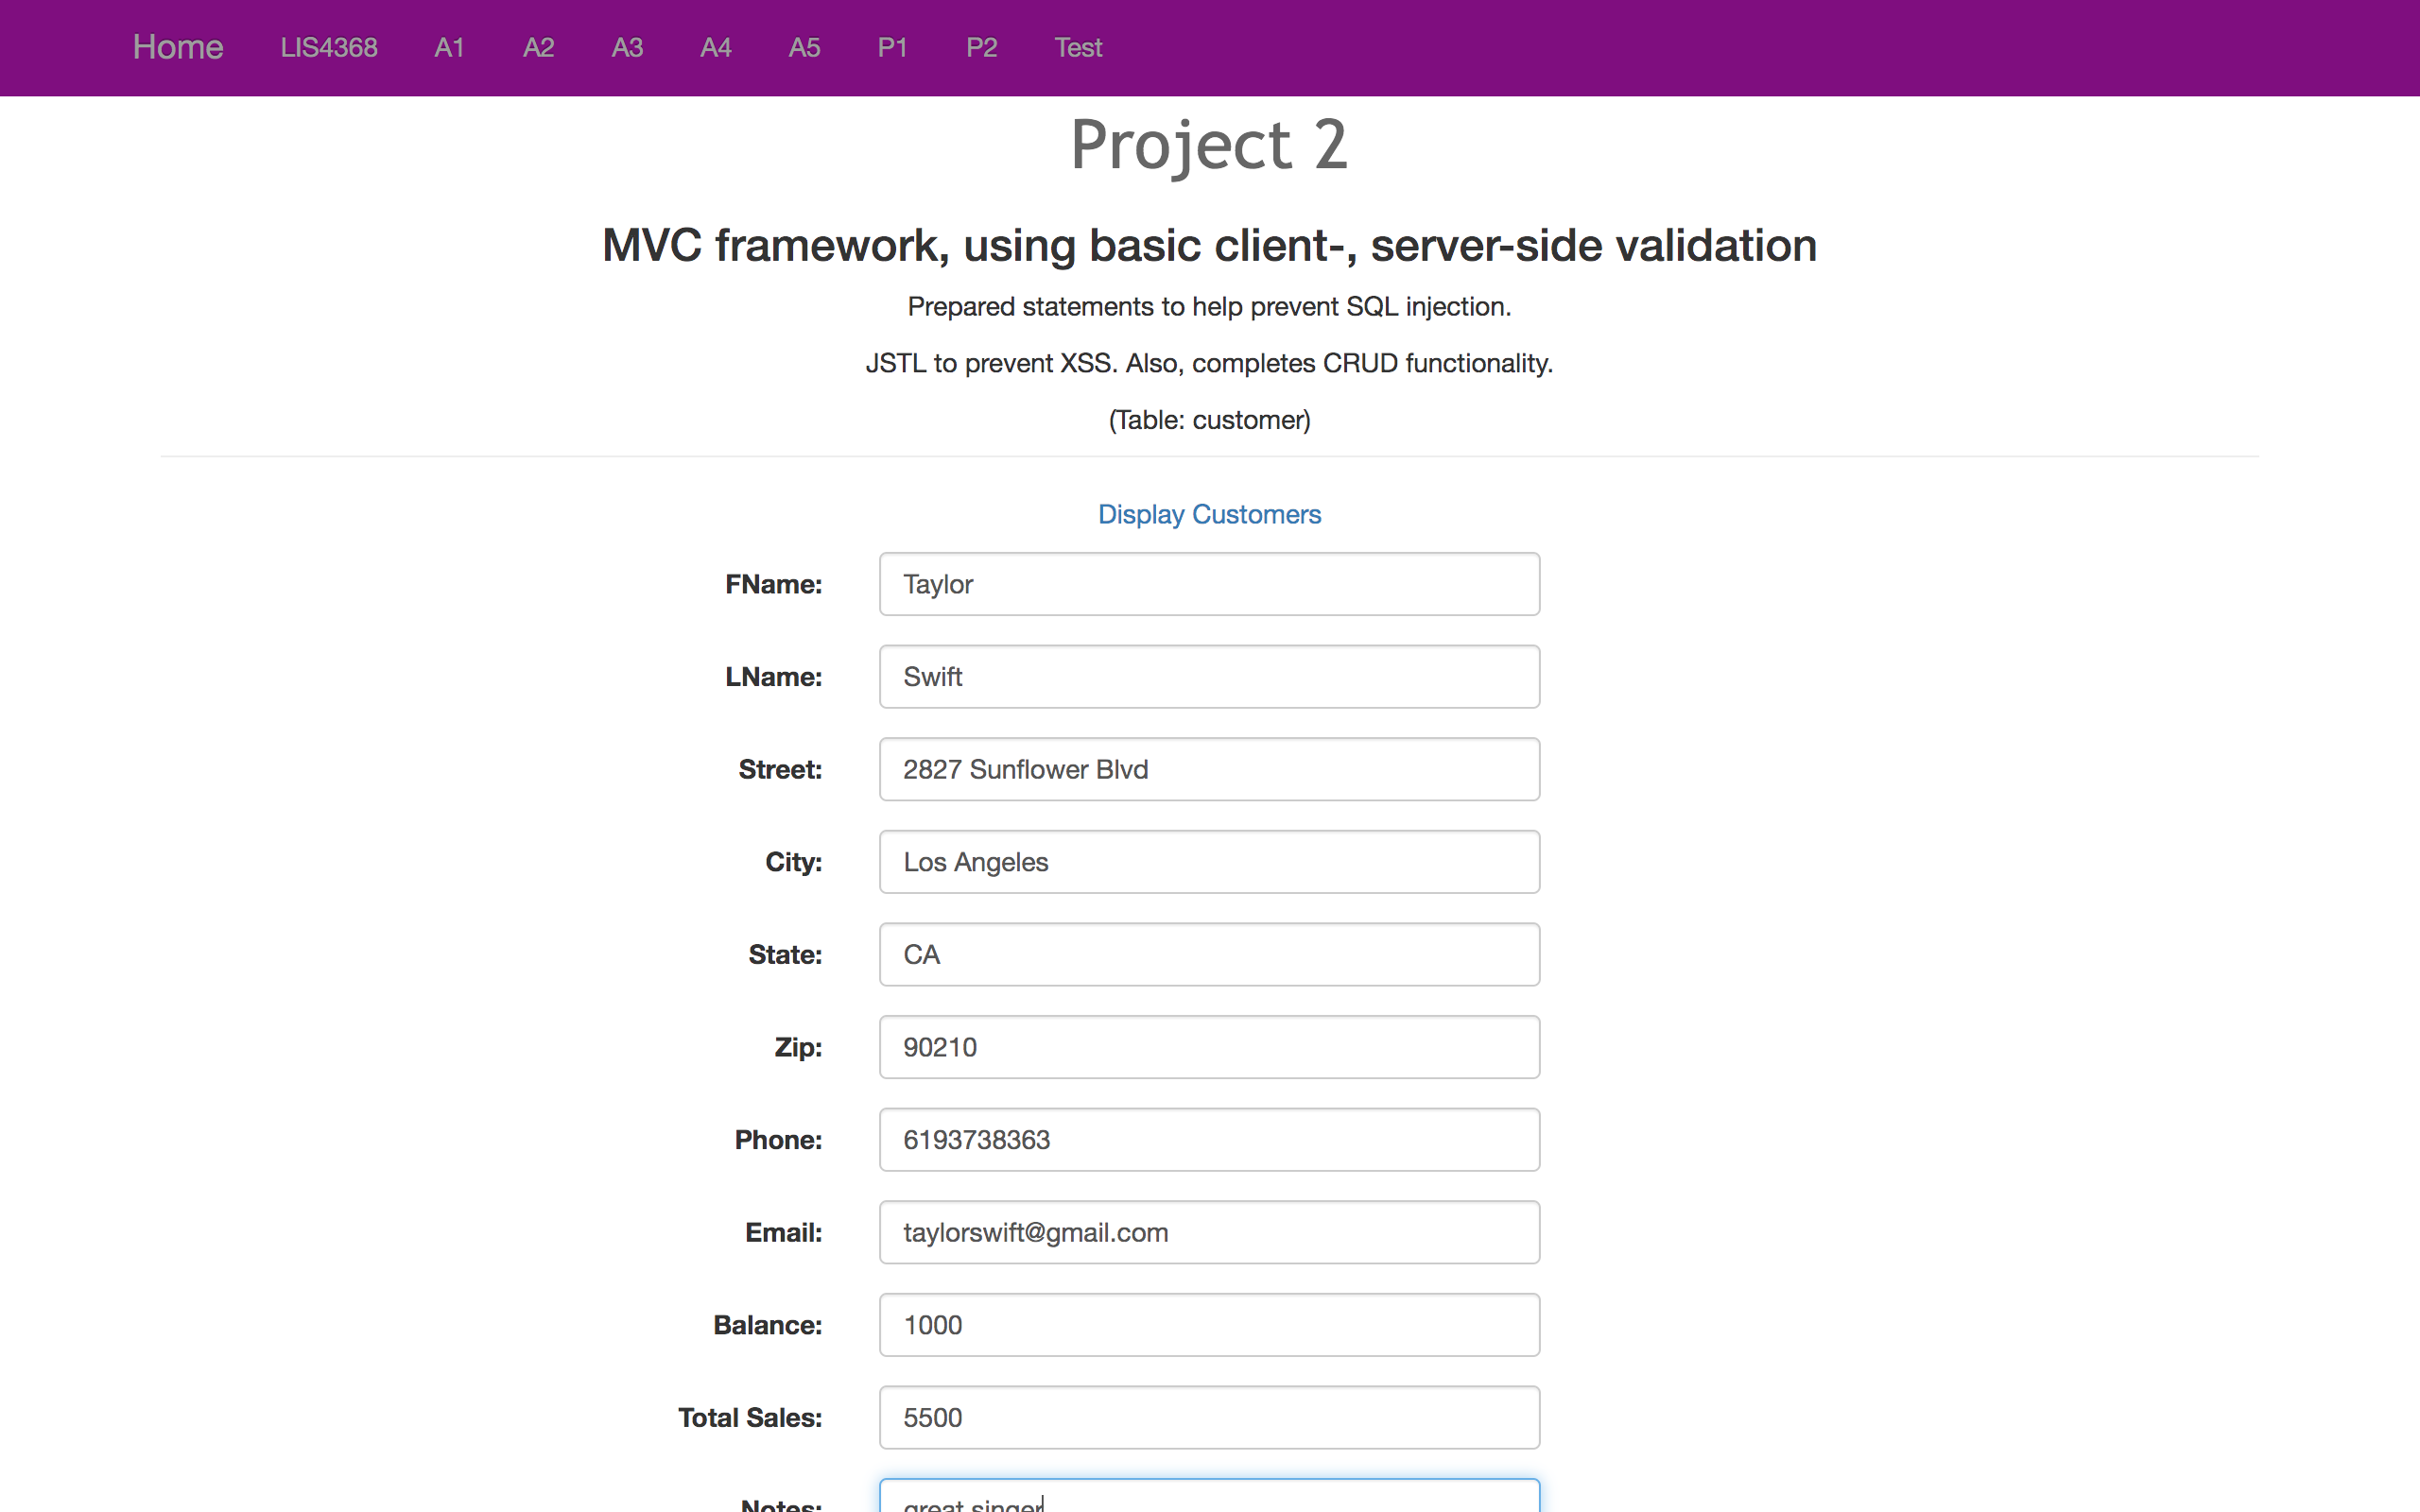 Home LIS4368 A1 A2 A3 A4 A5 P1 P2 Test
Project 2
MVC framework, using basic client-, server-side validation
Prepared statements to help prevent SQL injection.
JSTL to prevent XSS. Also, completes CRUD functionality.
(Table: customer)
Display Customers
FName: Taylor
LName: Swift
Street: 2827 Sunflower Blvd
City: Los Angeles
State: CA
Zip: 90210
Phone: 6193738363
Email: taylorswift@gmail.com
Balance: 1000
Total Sales: 5500
Notes: great singer